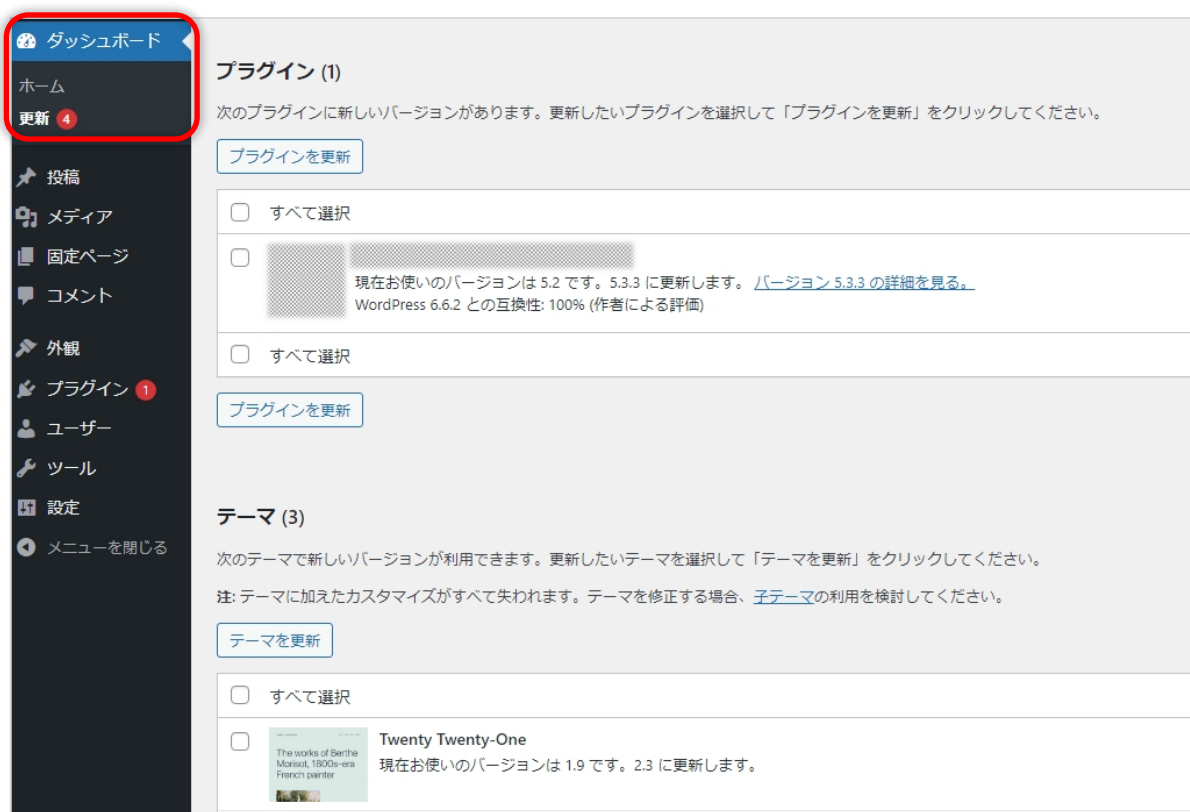 ダッシュボード
ホーム
更新 4
投稿
メディア
固定ページ
コメント
外観
プラグイン 1
ユーザー
ツール
設定
メニューを閉じる
プラグイン (1)
次のプラグインに新しいバージョンがあります。更新したいプラグインを選択して「プラグインを更新」をクリックしてください。
プラグインを更新
すべて選択
現在お使いのバージョンは 5.2 です。5.3.3 に更新します。 バージョン 5.3.3 の詳細を見る。
WordPress 6.6.2 との互換性: 100% (作者による評価)
すべて選択
プラグインを更新
テーマ (3)
次のテーマで新しいバージョンが利用できます。更新したいテーマを選択して「テーマを更新」をクリックしてください。
注: テーマに加えたカスタマイズがすべて失われます。テーマを修正する場合、子テーマの利用を検討してください。
テーマを更新
すべて選択
The works of Berthe
Morisot, 1800s-era
French painter
Twenty Twenty-One
現在お使いのバージョンは 1.9 です。2.3 に更新します。